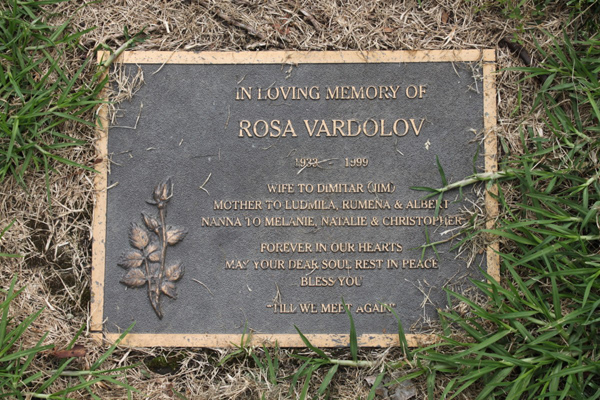 IN LOVING MEMORY OF
ROSA VARDOLOV
1933 1999
WIFE TO DIMITAR (JIM)
MOTHER TO LUDMILA, RUMENA & ALBERT
NANNA TO MELANIE, NATALIE & CHRISTOPHER
FOREVER IN OUR HEARTS
MAY YOUR DEAR SOUL REST IN PEACE
BLESS YOU
"TILL WE MEET AGAIN"